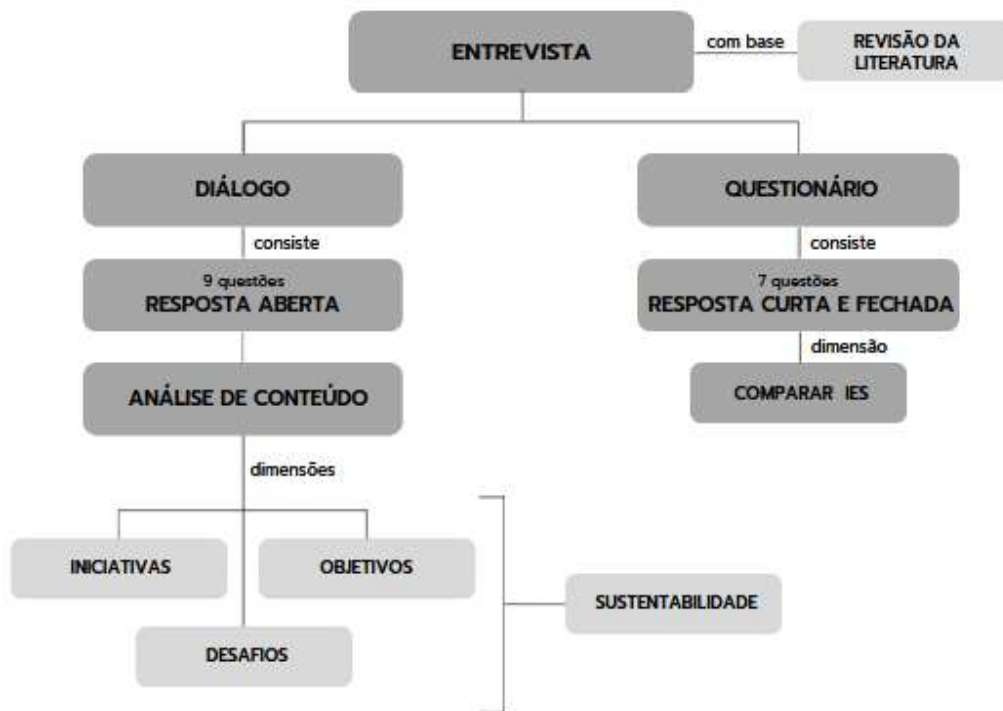 ENTREVISTA
com base
REVISÃO DA
LITERATURA
DIÁLOGO
QUESTIONÁRIO
consiste
consiste
9 questões
RESPOSTA ABERTA
7 questões
RESPOSTA CURTA E FECHADA
dimensão
ANÁLISE DE CONTEÚDO
COMPARAR IES
dimensões
INICIATIVAS
OBJETIVOS
SUSTENTABILIDADE
DESAFIOS